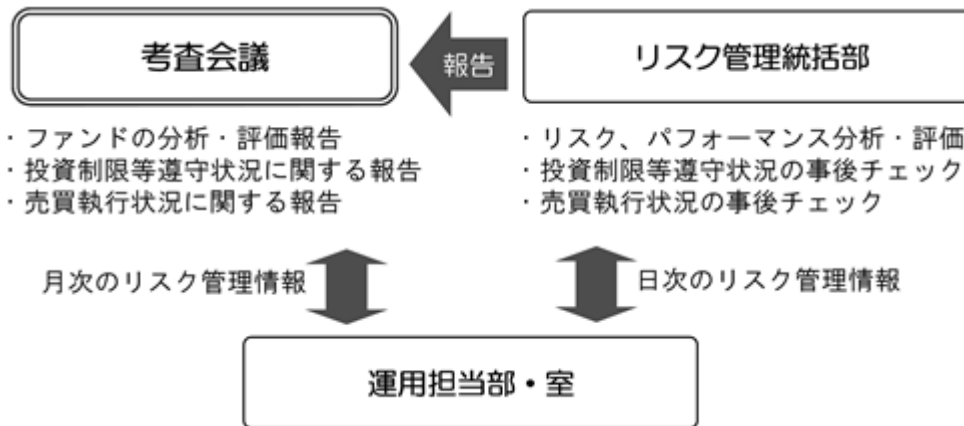 考査会議
報告
リスク管理統括部
・ファンドの分析・評価報告
・投資制限等遵守状況に関する報告
・売買執行状況に関する報告
・リスク、パフォーマンス分析・評価
・投資制限等遵守状況の事後チェック
・売買執行状況の事後チェック
月次のリスク管理情報
日次のリスク管理情報
運用担当部・室